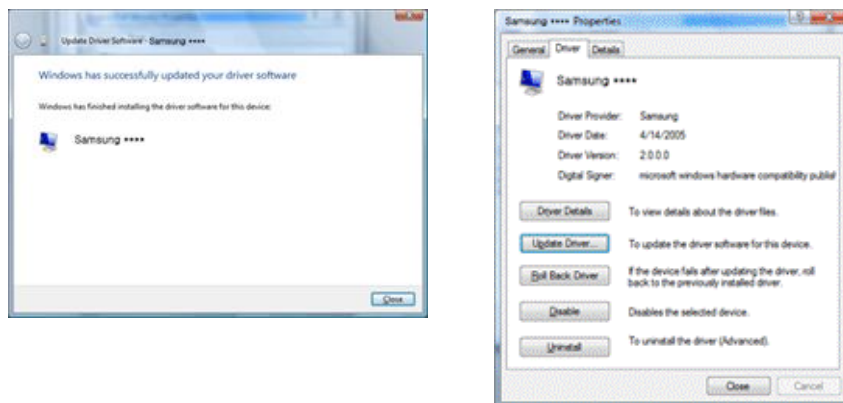 Update Driver Software - Samsung ****
Windows has successfully updated your driver software
Windows has finished installing the driver software for this device:
Samsung ****
Close
Samsung **** Properties
General Driver Details
Samsung ****
Driver Provider: Samsung
Driver Date: 4/14/2005
Driver Version: 2.0.0.0
Digital Signer: microsoft windows hardware compatibility publis
Driver Details To view details about the driver files.
Update Driver... To update the driver software for this device.
Roll Back Driver If the device fails after updating the driver, roll
back to the previously installed driver.
Disable Disables the selected device.
Uninstall To uninstall the driver (Advanced).
Close Cancel